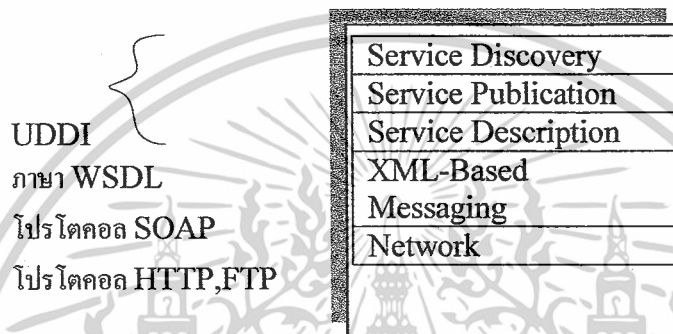 Service Discovery
Service Publication
UDDI
Service Description
ภาษา WSDL
XML-Based
Messaging
โปรโตคอล SOAP
Network
โปรโตคอล HTTP,FTP